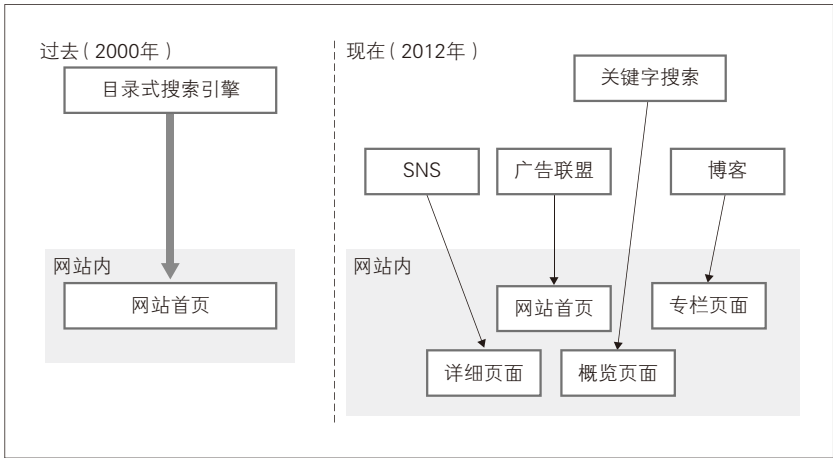 过去（2000年）
目录式搜索引擎
网站内
网站首页
现在（2012年）
关键字搜索
SNS
广告联盟
博客
网站内
网站首页
专栏页面
详细页面
概览页面